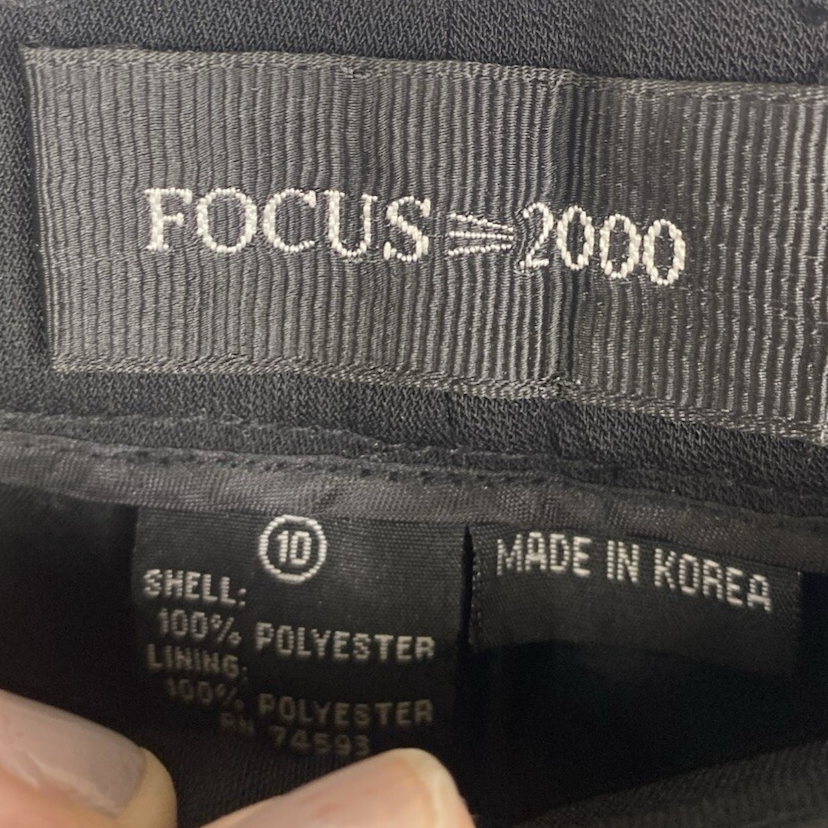 FOCUS 2000
10
SHELL:
100% POLYESTER
LINING:
100% POLYESTER
RN 74593
MADE IN KOREA